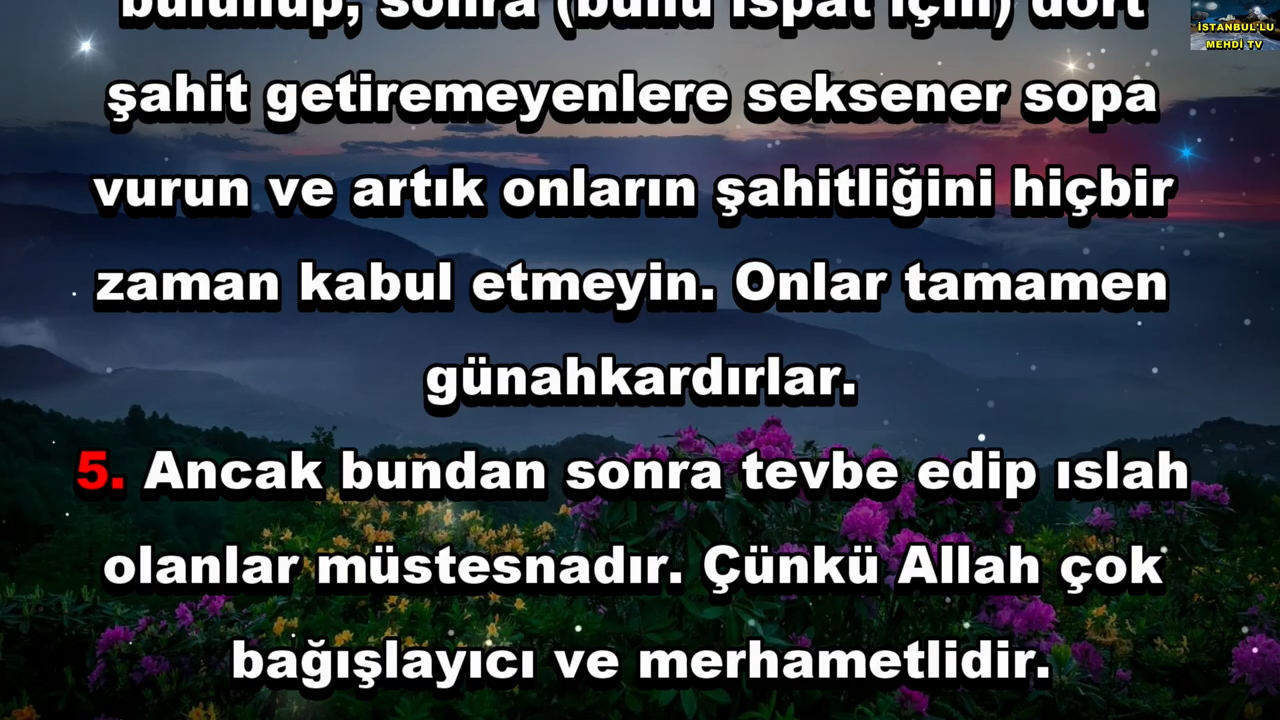 bulunup, sonra (bunu ispat için) dört
şahit getiremeyenlere seksener sopa
vurun ve artık onların şahitliğini hiçbir
zaman kabul etmeyin. Onlar tamamen
günahkardırlar.
5. Ancak bundan sonra tevbe edip ıslah
olanlar müstesnadır. Çünkü Allah çok
bağışlayıcı ve merhametlidir.
İSTANBUL'LU
MEHDİ TV